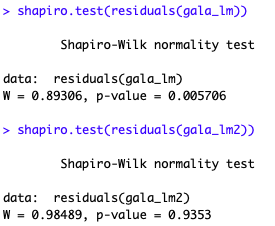 > shapiro.test(residuals(gala_lm))
Shapiro-Wilk normality test
data:  residuals(gala_lm)
W = 0.89306, p-value = 0.005706
> shapiro.test(residuals(gala_lm2))
Shapiro-Wilk normality test
data:  residuals(gala_lm2)
W = 0.98489, p-value = 0.9353